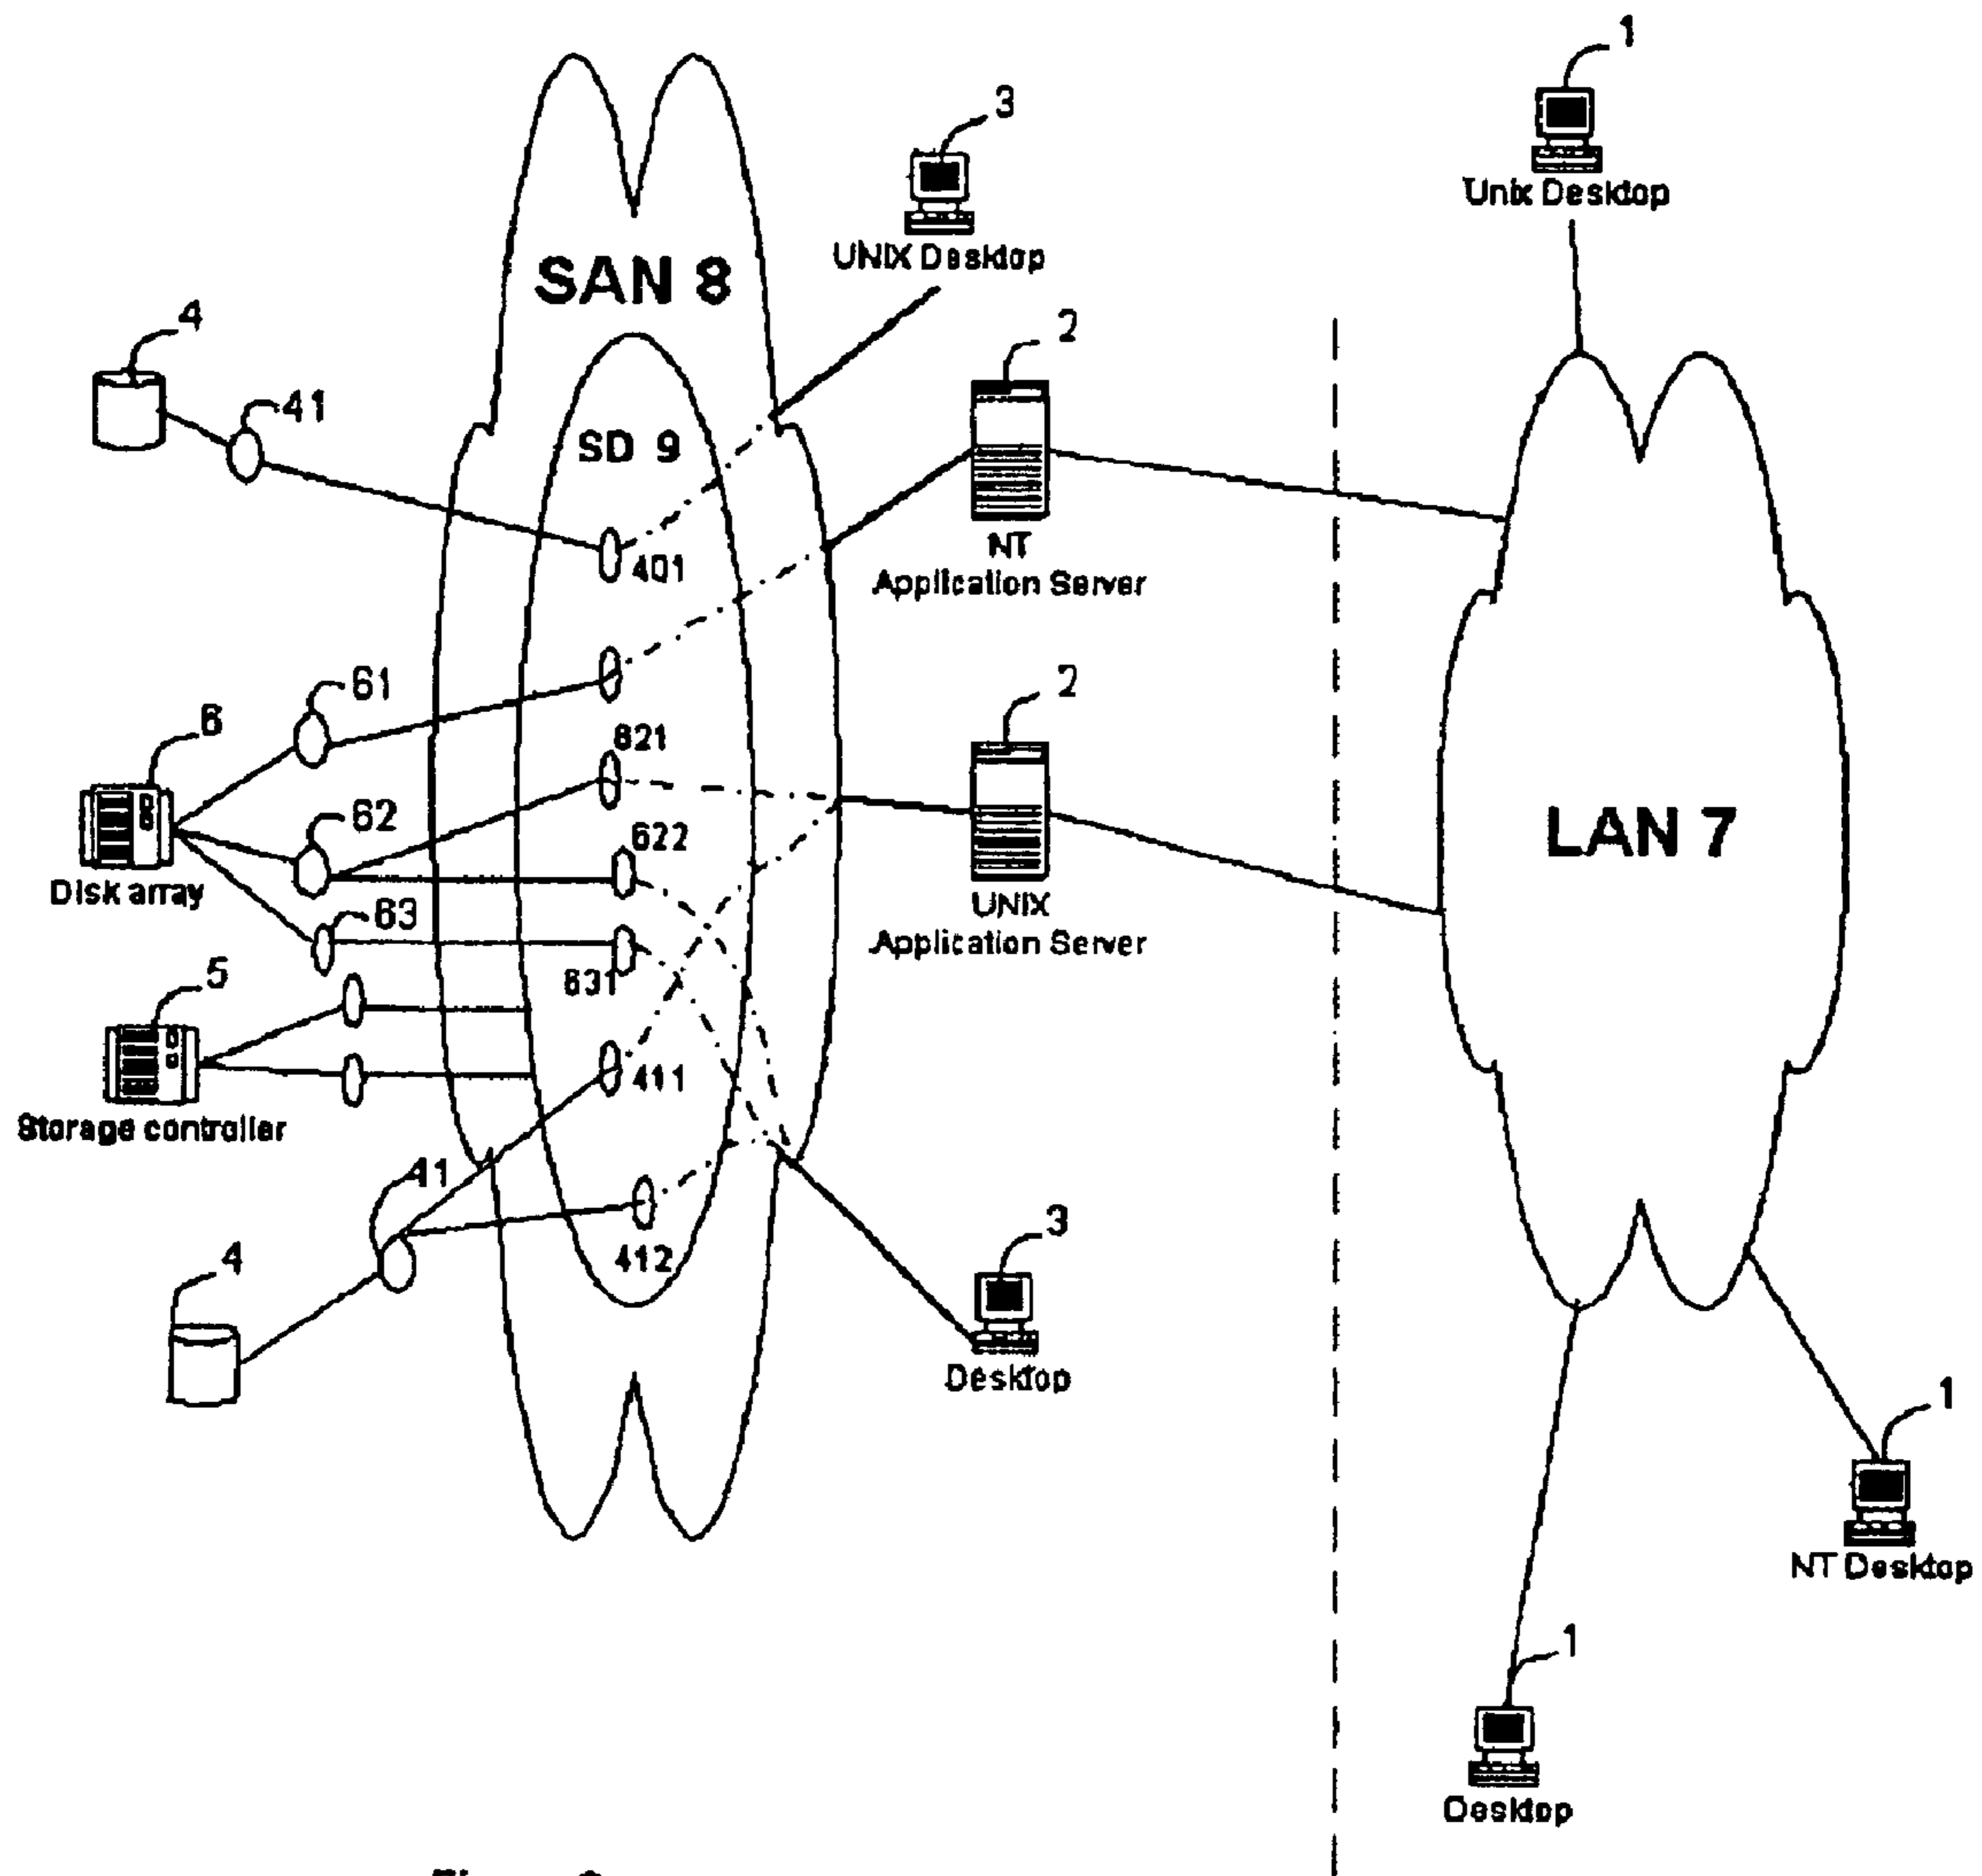 1
3
Unix Desktop
UNIX Desktop
SAN 8
4
2
41
SD 9
NT
Application Server
401
61
2
6
621
62
622
LAN 7
Disk array
63
UNIX
Application Server
5
631
411
Storage controller
41
3
4
412
Desktop
1
NT Desktop
1
Desktop